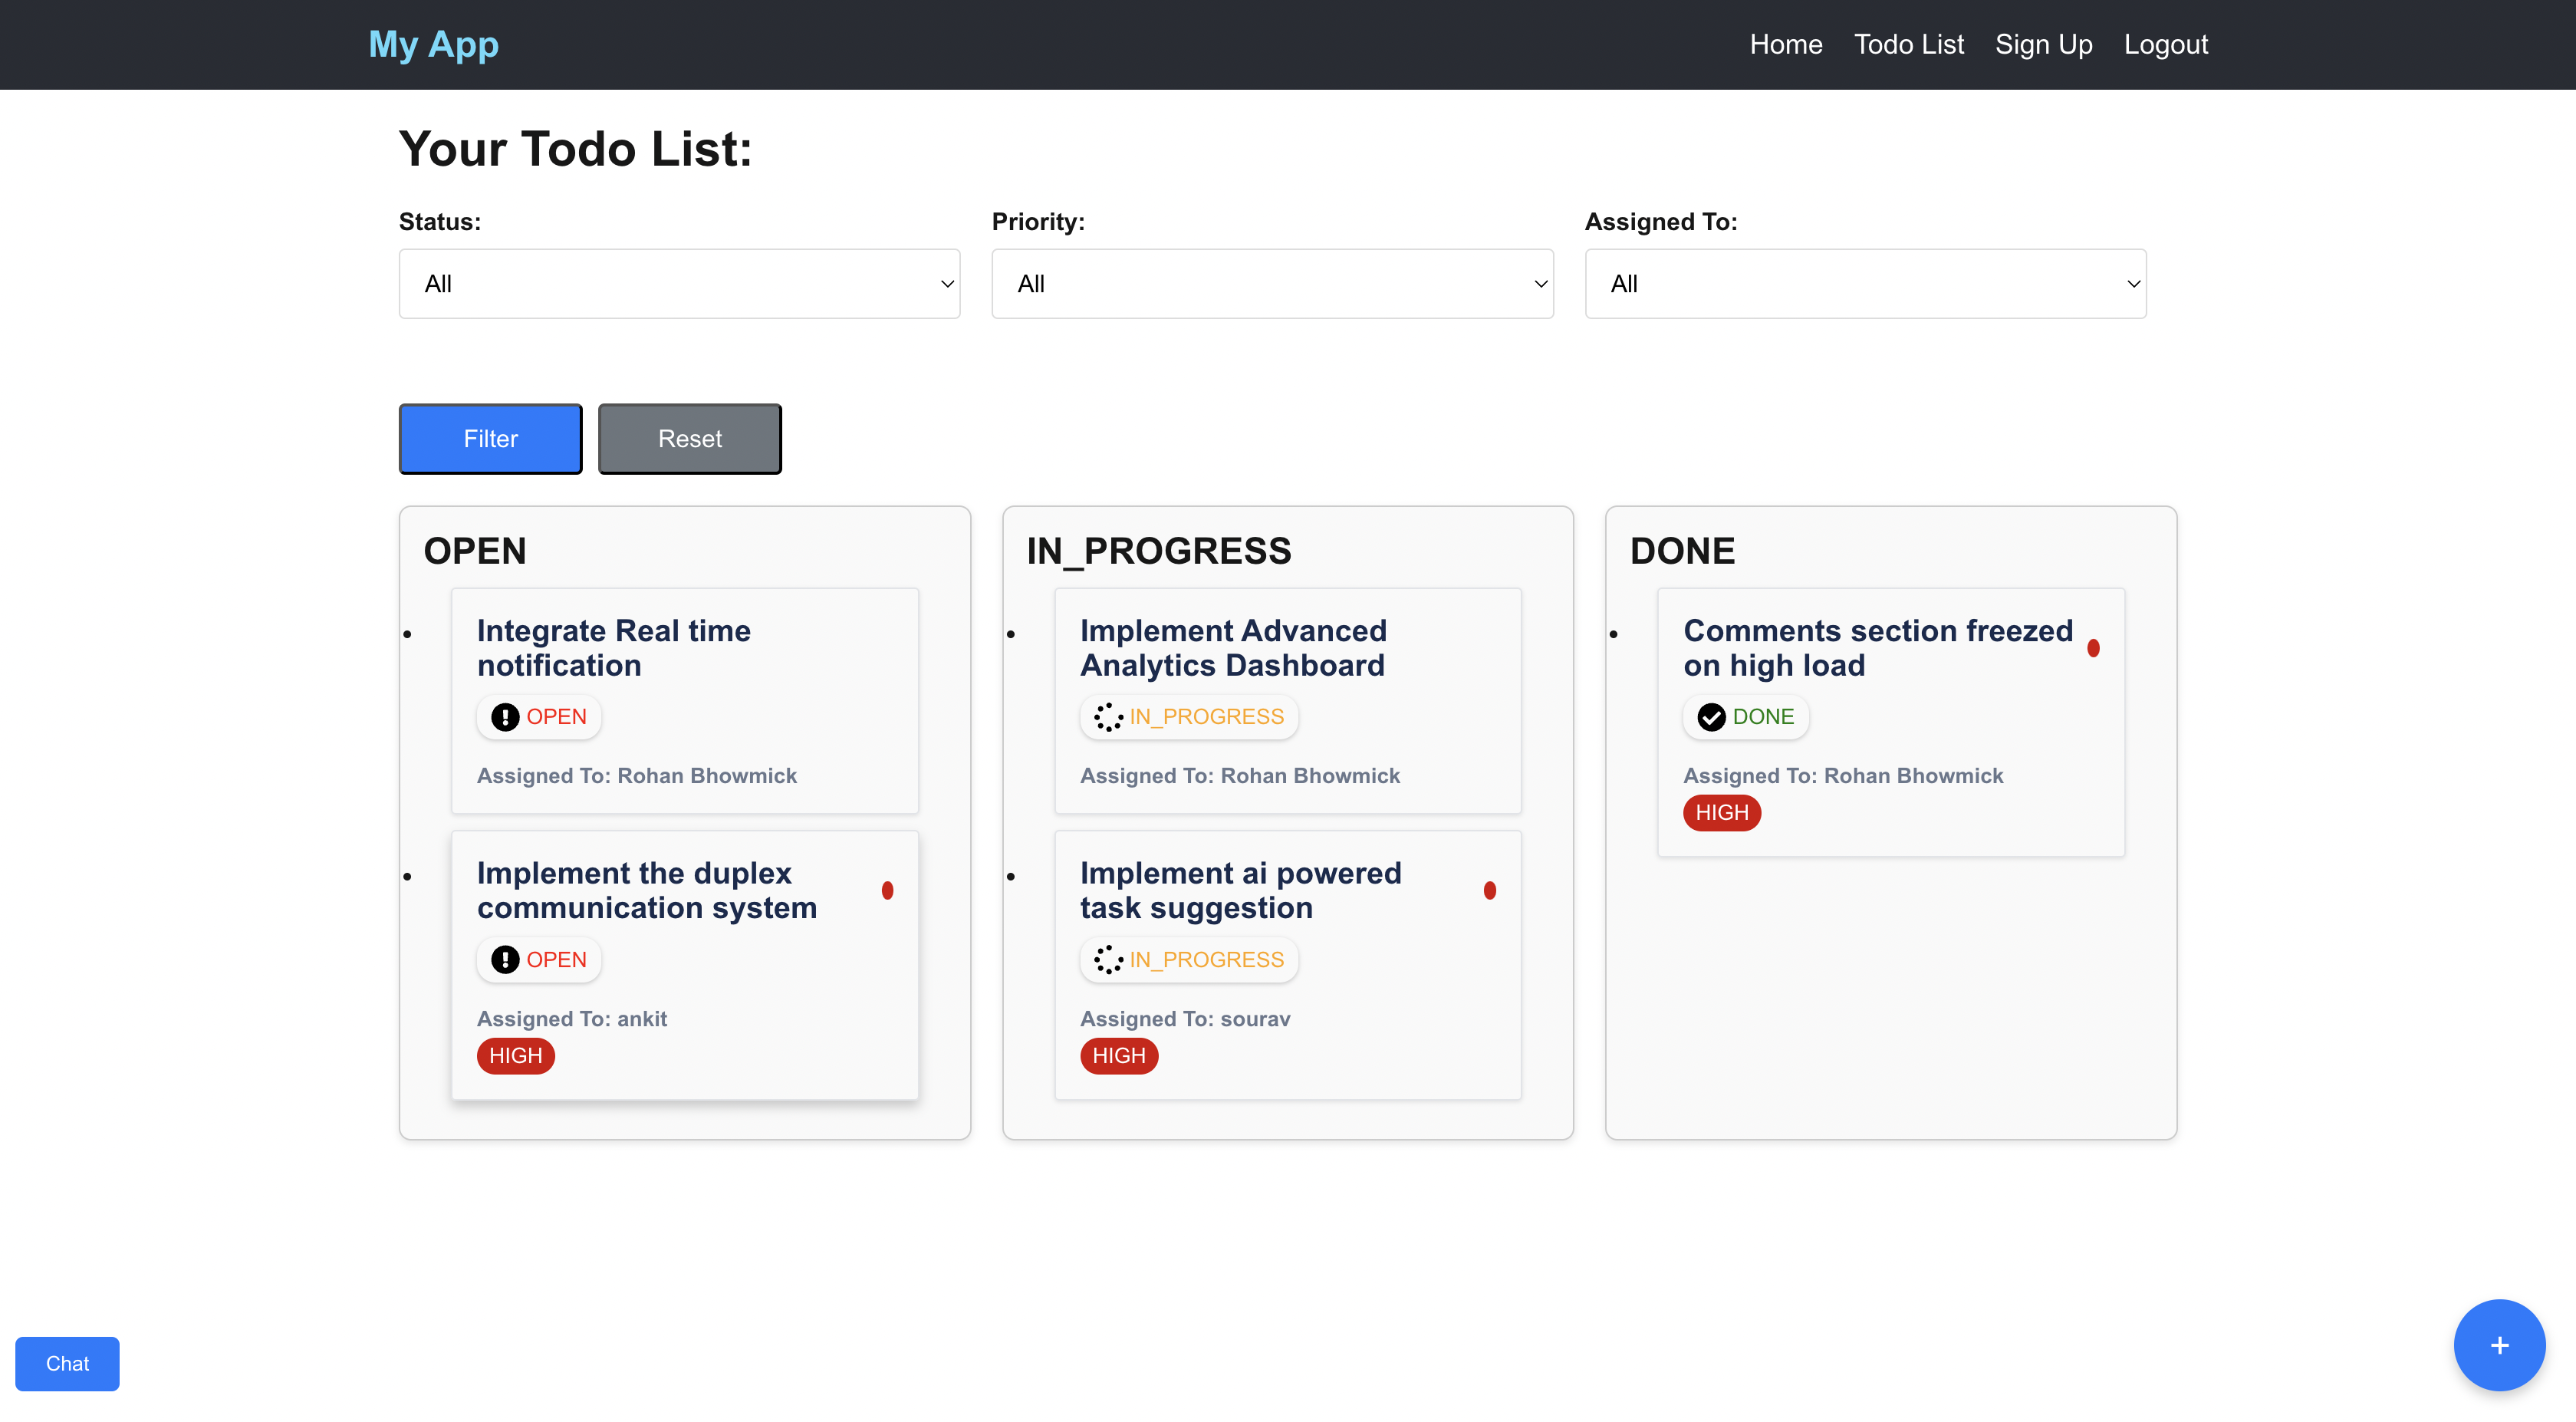 My App
Home Todo List Sign Up Logout
Your Todo List:
Status: Priority: Assigned To:
All All All
Filter Reset
OPEN
Integrate Real time
notification
OPEN
Assigned To: Rohan Bhowmick
Implement the duplex
communication system
OPEN
Assigned To: ankit
HIGH
IN_PROGRESS
Implement Advanced
Analytics Dashboard
IN_PROGRESS
Assigned To: Rohan Bhowmick
Implement ai powered
task suggestion
IN_PROGRESS
Assigned To: sourav
HIGH
DONE
Comments section freezed
on high load
DONE
Assigned To: Rohan Bhowmick
HIGH
Chat
+